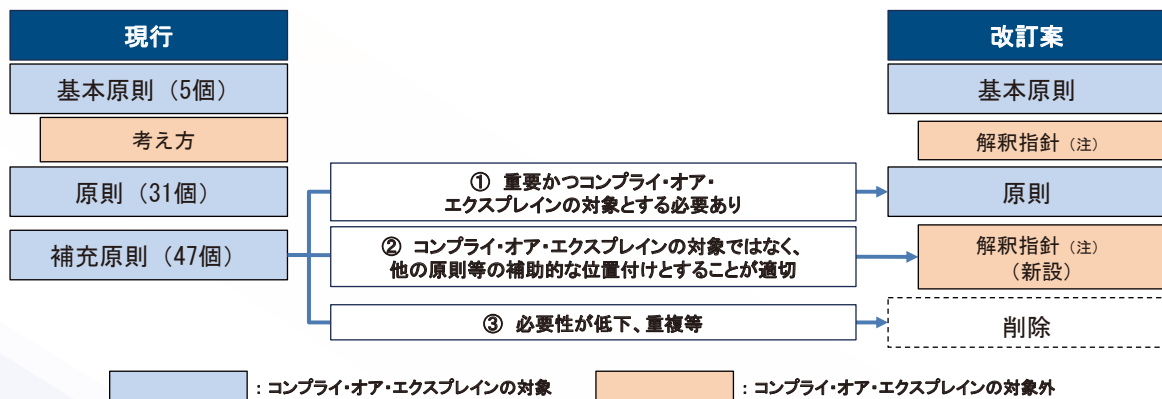 現行
改訂案
基本原則（5個）
基本原則
考え方
解釈指針（注）
原則（31個）
① 重要かつコンプライ・オア・
エクスプレインの対象とする必要あり
原則
補充原則（47個）
② コンプライ・オア・エクスプレインの対象ではなく、
他の原則等の補助的な位置付けとすることが適切
解釈指針（注）
（新設）
③ 必要性が低下、重複等
削除
：コンプライ・オア・エクスプレインの対象
：コンプライ・オア・エクスプレインの対象外